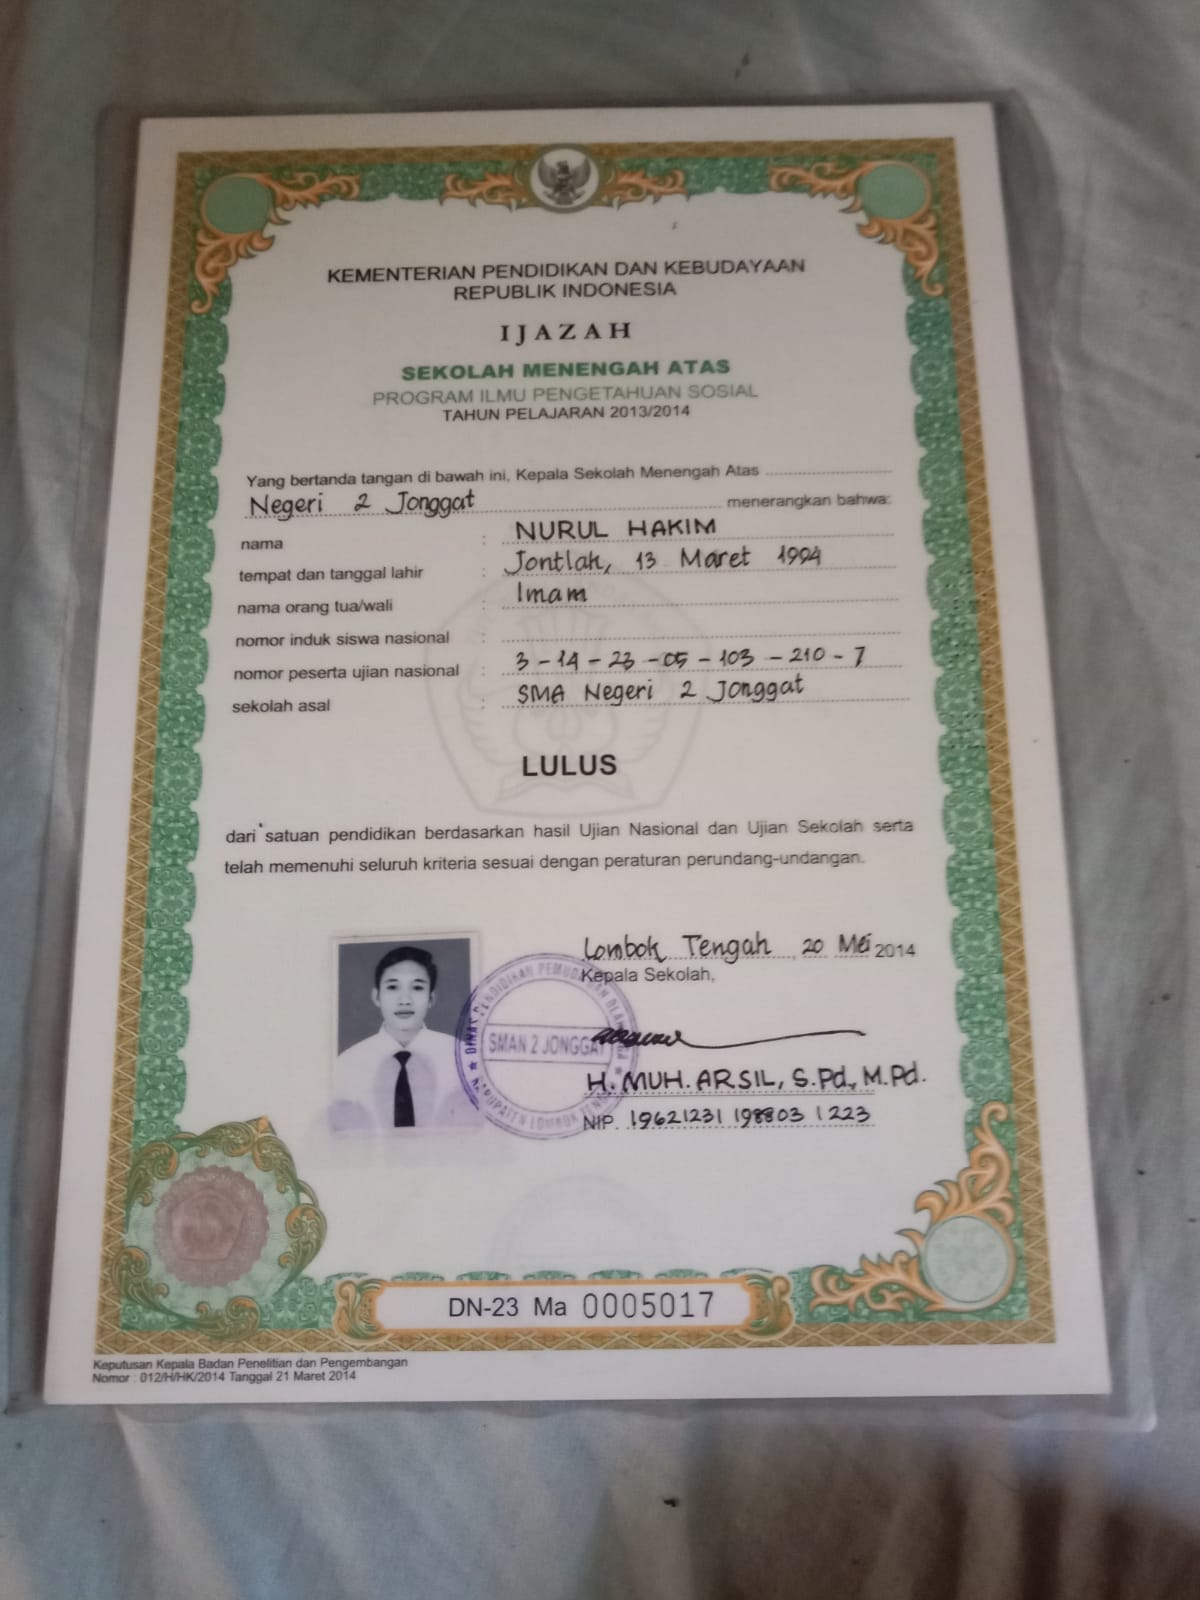 KEMENTERIAN PENDIDIKAN DAN KEBUDAYAAN
REPUBLIK INDONESIA
IJAZAH
SEKOLAH MENENGAH ATAS
PROGRAM ILMU PENGETAHUAN SOSIAL
TAHUN PELAJARAN 2013/2014
Yang bertanda tangan di bawah ini, Kepala Sekolah Menengah Atas
Negeri 2 Jonggat menerangkan bahwa:
nama : NURUL HAKIM
tempat dan tanggal lahir : Jontlak, 13 Maret 1994
nama orang tua/wali : Imam
nomor induk siswa nasional :
nomor peserta ujian nasional : 3-14-23-05-103-210-7
sekolah asal : SMA Negeri 2 Jonggat
LULUS
dari satuan pendidikan berdasarkan hasil Ujian Nasional dan Ujian Sekolah serta
telah memenuhi seluruh kriteria sesuai dengan peraturan perundang-undangan.
Lombok Tengah, 20 Mei 2014
Kepala Sekolah,
DINAS PENDIDIKAN PEMUDA DAN OLAHRAGA
SMAN 2 JONGGAT
KABUPATEN LOMBOK TENGAH
H. MUH. ARSIL, S.Pd, M.Pd.
NIP. 19621231 198803 1 223
DN-23 Ma 0005017
Keputusan Kepala Badan Penelitian dan Pengembangan
Nomor : 012/H/HK/2014 Tanggal 21 Maret 2014